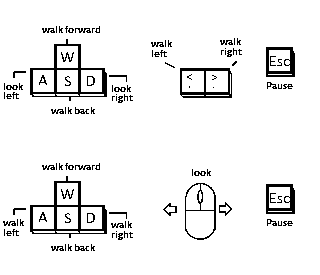 walk forward
W
A S D
look left
look right
walk back
walk left
walk right
< >
, .
Esc
Pause
walk forward
W
A S D
walk left
walk right
walk back
look
Esc
Pause